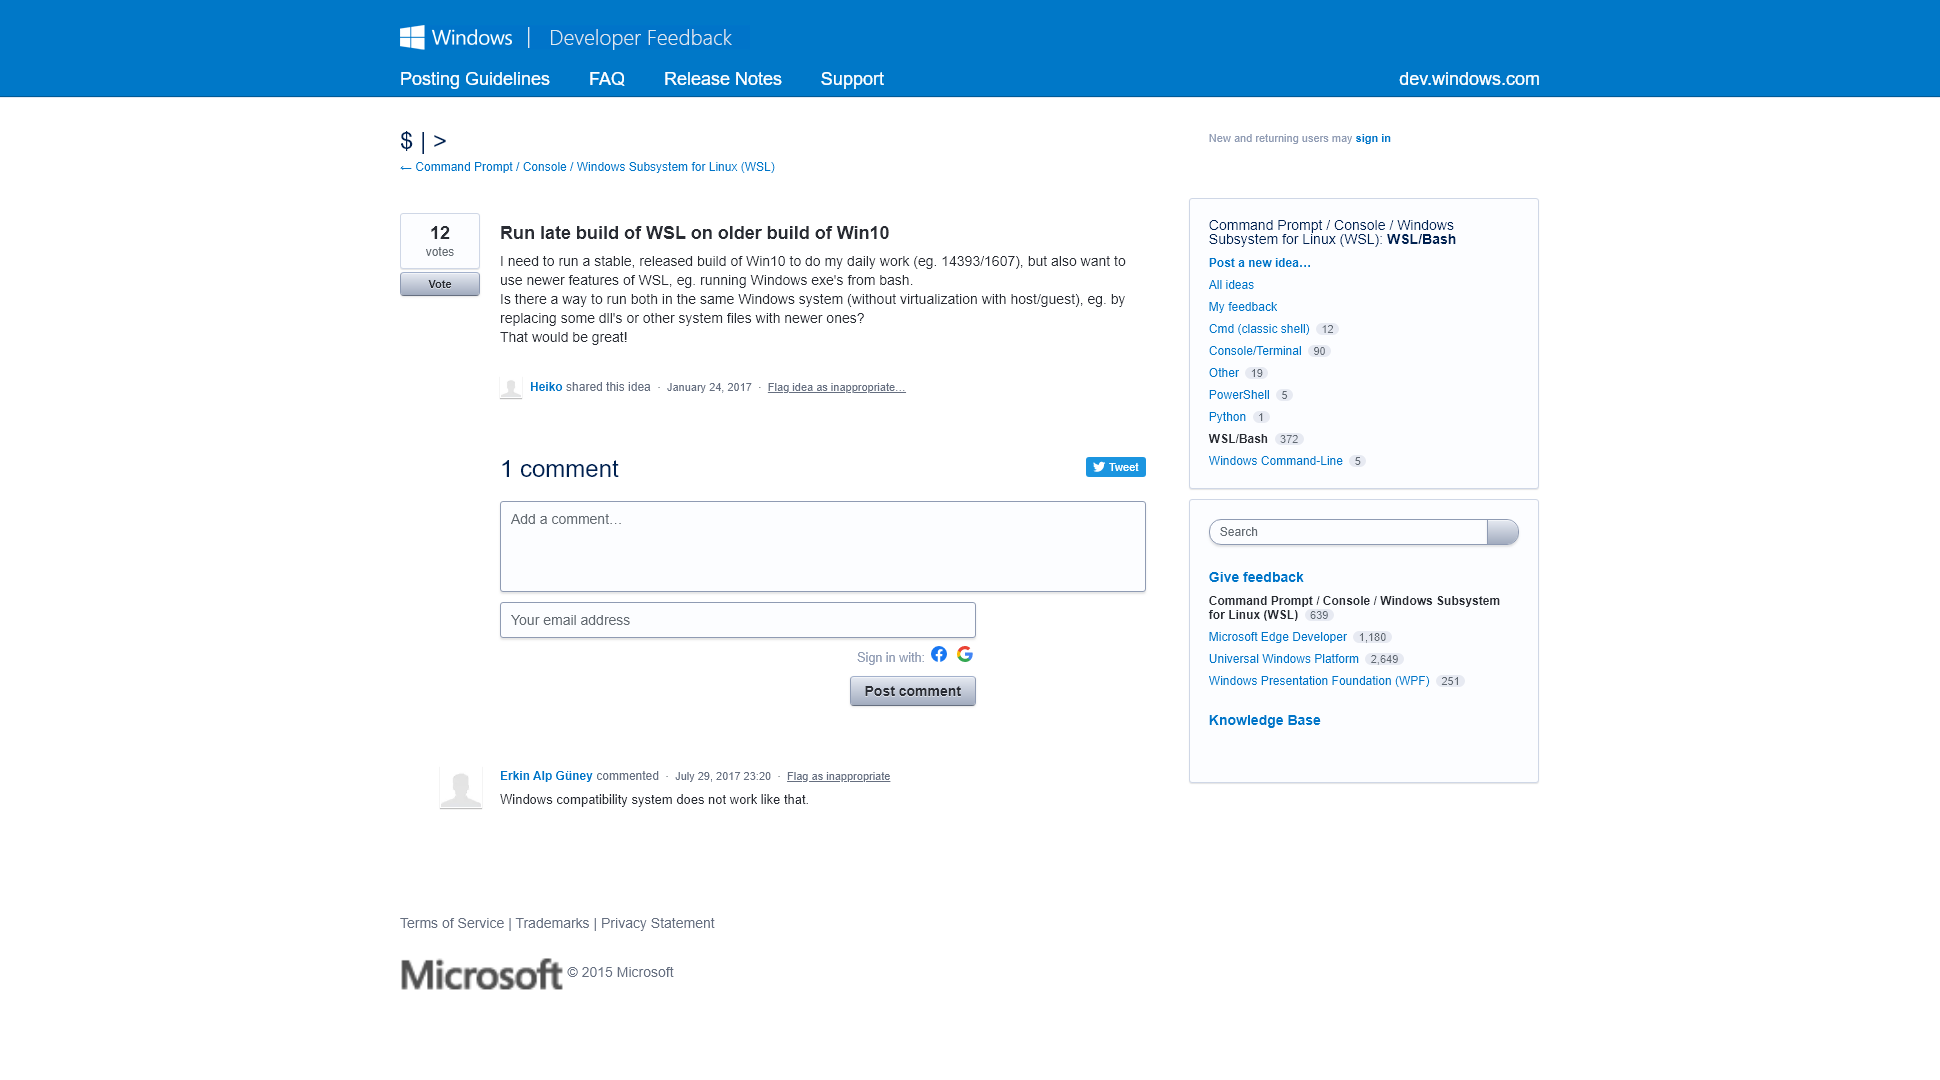 Windows | Developer Feedback
Posting Guidelines FAQ Release Notes Support dev.windows.com
$ | >
← Command Prompt / Console / Windows Subsystem for Linux (WSL)
New and returning users may sign in
12
votes
Vote
Run late build of WSL on older build of Win10
I need to run a stable, released build of Win10 to do my daily work (eg. 14393/1607), but also want to
use newer features of WSL, eg. running Windows exe's from bash.
Is there a way to run both in the same Windows system (without virtualization with host/guest), eg. by
replacing some dll's or other system files with newer ones?
That would be great!
Heiko shared this idea · January 24, 2017 · Flag idea as inappropriate…
1 comment
Tweet
Add a comment…
Your email address
Sign in with:
Post comment
Erkin Alp Güney commented · July 29, 2017 23:20 · Flag as inappropriate
Windows compatibility system does not work like that.
Command Prompt / Console / Windows
Subsystem for Linux (WSL): WSL/Bash
Post a new idea…
All ideas
My feedback
Cmd (classic shell) 12
Console/Terminal 90
Other 19
PowerShell 5
Python 1
WSL/Bash 372
Windows Command-Line 5
Search
Give feedback
Command Prompt / Console / Windows Subsystem
for Linux (WSL) 639
Microsoft Edge Developer 1,180
Universal Windows Platform 2,649
Windows Presentation Foundation (WPF) 251
Knowledge Base
Terms of Service | Trademarks | Privacy Statement
Microsoft © 2015 Microsoft